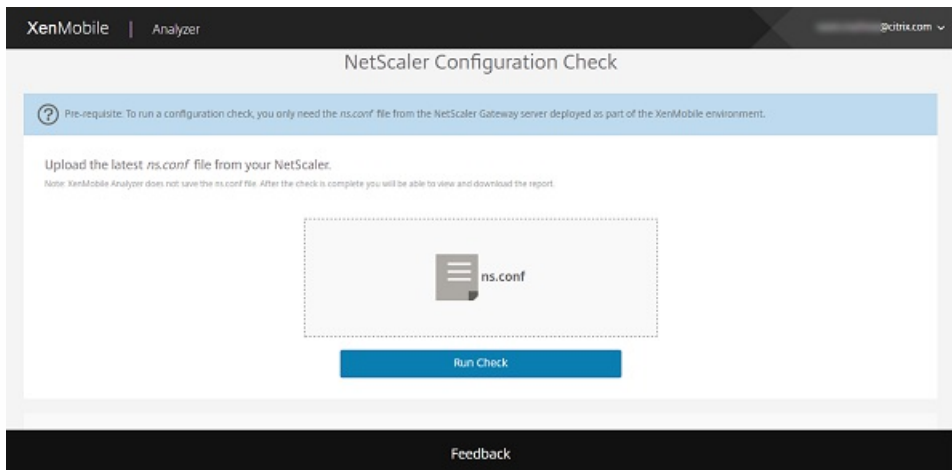 XenMobile | Analyzer
@citrix.com
NetScaler Configuration Check
Pre-requisite: To run a configuration check, you only need the ns.conf file from the NetScaler Gateway server deployed as part of the XenMobile environment.
Upload the latest ns.conf file from your NetScaler.
Note: XenMobile Analyzer does not save the ns.conf file. After the check is complete you will be able to view and download the report.
ns.conf
Run Check
Feedback